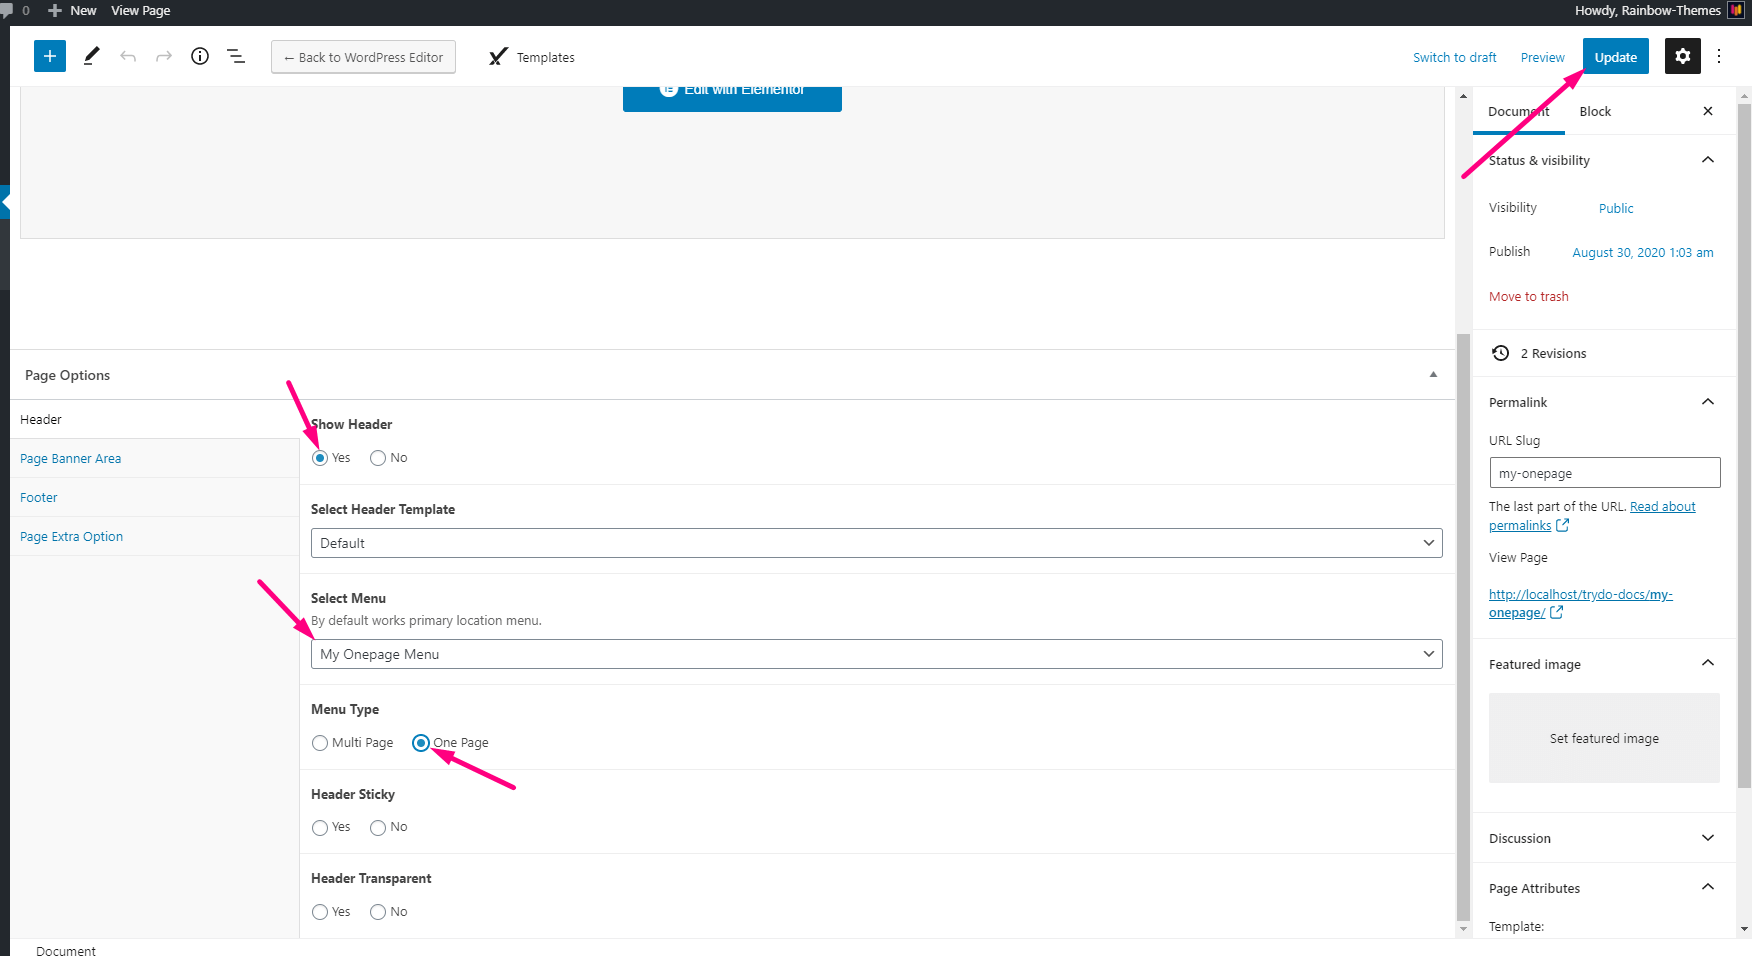 0 New View Page Howdy, Rainbow-Themes
← Back to WordPress Editor Templates Switch to draft Preview Update
Edit with Elementor
Document Block
Status & visibility
Visibility Public
Publish August 30, 2020 1:03 am
Move to trash
2 Revisions
Permalink
URL Slug
my-onepage
The last part of the URL. Read about
permalinks
View Page
http://localhost/trydo-docs/my-
onepage/
Featured image
Set featured image
Discussion
Page Attributes
Template:
Page Options
Header
Page Banner Area
Footer
Page Extra Option
Show Header
Yes No
Select Header Template
Default
Select Menu
By default works primary location menu.
My Onepage Menu
Menu Type
Multi Page One Page
Header Sticky
Yes No
Header Transparent
Yes No
Document